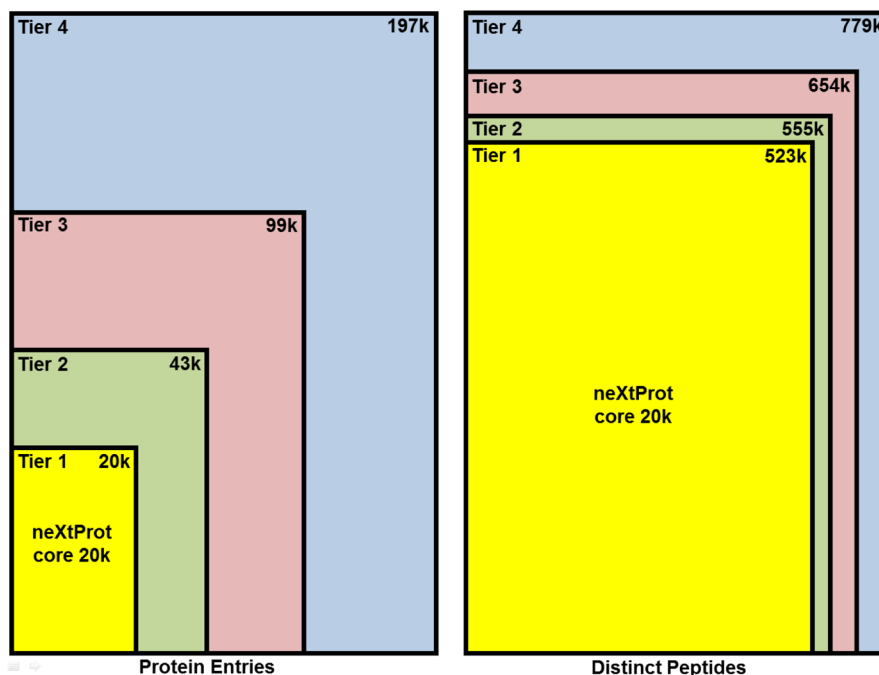 Tier 4 197k
Tier 3 99k
Tier 2 43k
Tier 1 20k
neXtProt
core 20k
Protein Entries
Tier 4 779k
Tier 3 654k
Tier 2 555k
Tier 1 523k
neXtProt
core 20k
Distinct Peptides